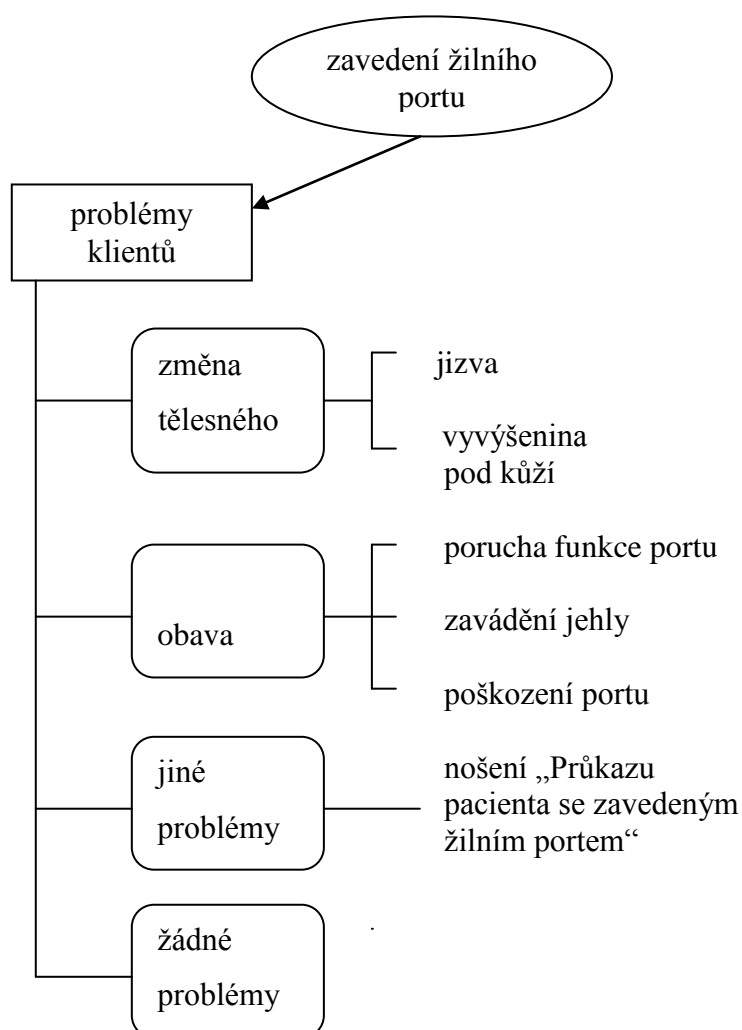 zavedení žilního
portu
problémy
klientů
změna
tělesného
jizva
vyvýšenina
pod kůží
obava
porucha funkce portu
zavádění jehly
poškození portu
jiné
problémy
nošení „Průkazu
pacienta se zavedeným
žilním portem“
žádné
problémy
.